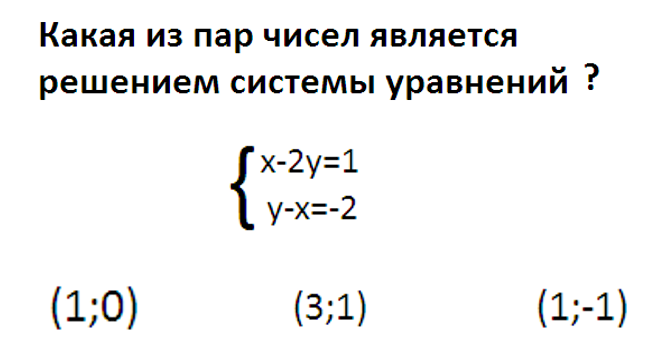 Какая из пар чисел является
решением системы уравнений ?
x-2y=1
y-x=-2
(1;0) (3;1) (1;-1)